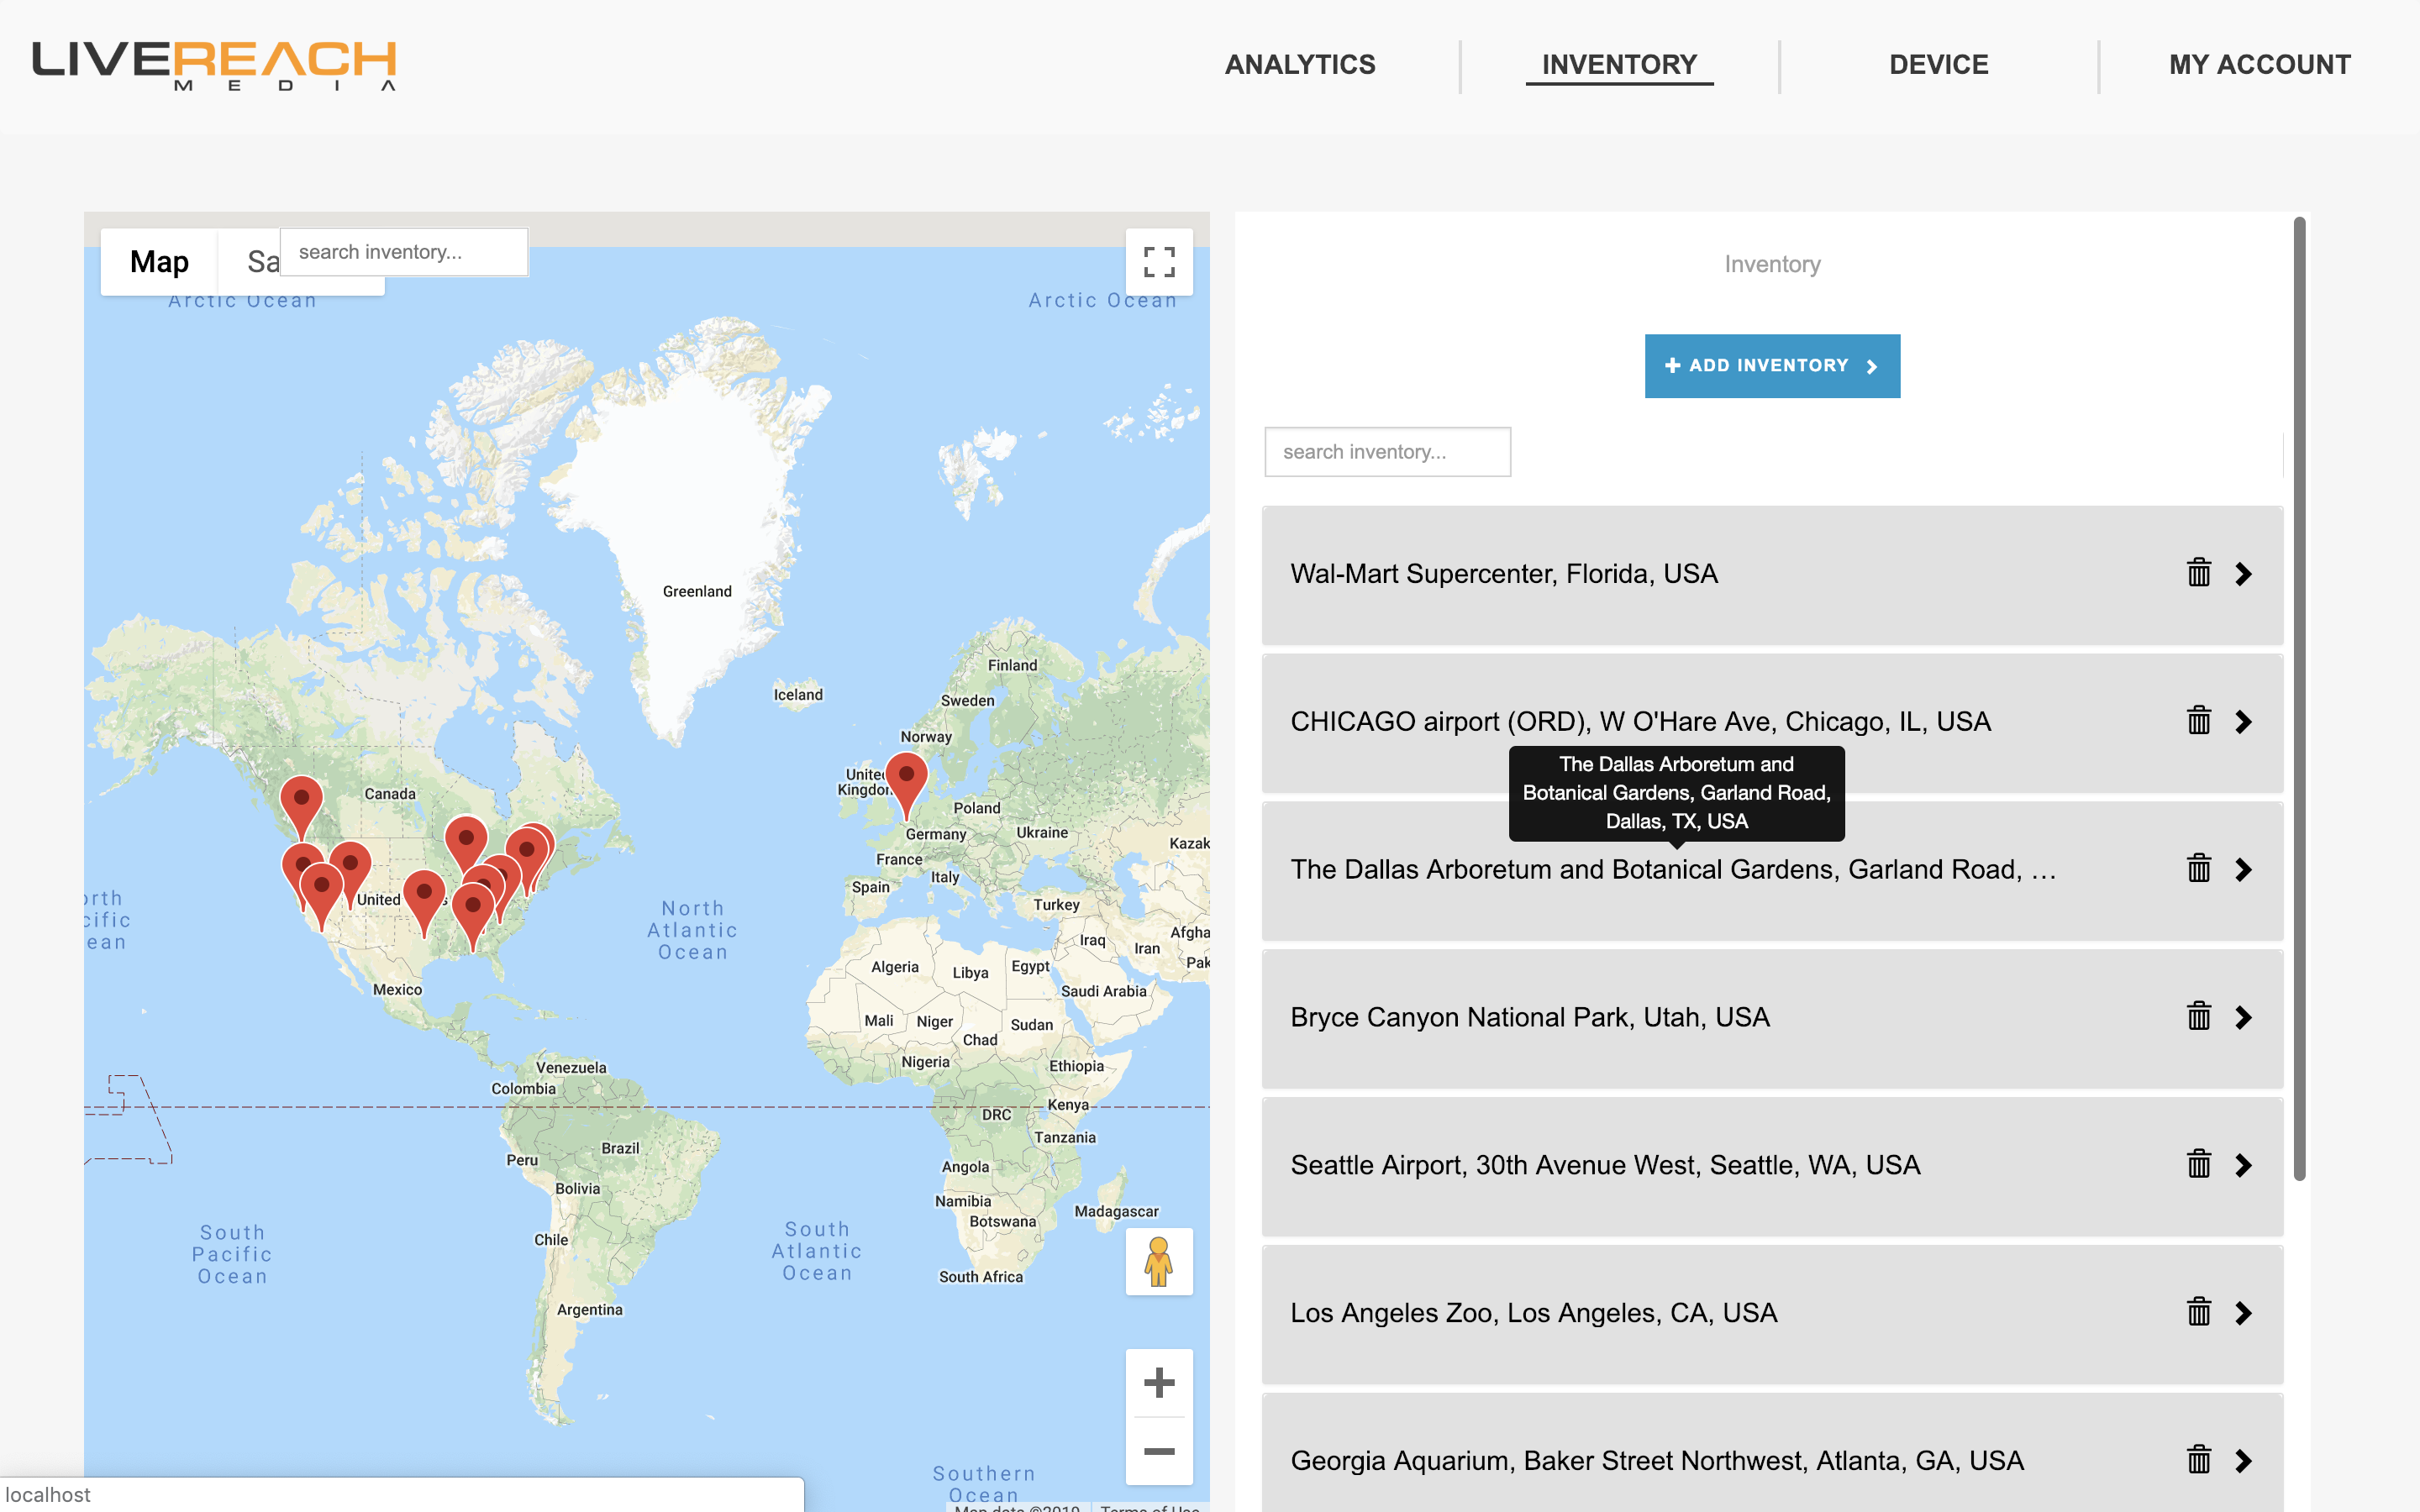 LIVEREACH
MEDIA
ANALYTICS
INVENTORY
DEVICE
MY ACCOUNT
Map
Sa
search inventory...
Arctic Ocean
Arctic Ocean
Greenland
Iceland
Finland
Sweden
Norway
Canada
Poland
Germany
Ukraine
France
Kazak
Italy
Spain
Turkey
United
North
Atlantic
Ocean
Iraq
Iran
Afgha
Pak
Algeria
Libya
Egypt
Saudi Arabia
Mexico
Mali
Niger
Sudan
Chad
Nigeria
Ethiopia
Venezuela
Colombia
DRC
Kenya
Tanzania
Brazil
Peru
Angola
Bolivia
Namibia
Botswana
Madagascar
Chile
South
Pacific
Ocean
South
Atlantic
Ocean
South Africa
Argentina
Southern
Ocean
Map data ©2019
Terms of Use
localhost
Inventory
ADD INVENTORY
search inventory...
Wal-Mart Supercenter, Florida, USA
CHICAGO airport (ORD), W O'Hare Ave, Chicago, IL, USA
The Dallas Arboretum and
Botanical Gardens, Garland Road,
Dallas, TX, USA
The Dallas Arboretum and Botanical Gardens, Garland Road, …
Bryce Canyon National Park, Utah, USA
Seattle Airport, 30th Avenue West, Seattle, WA, USA
Los Angeles Zoo, Los Angeles, CA, USA
Georgia Aquarium, Baker Street Northwest, Atlanta, GA, USA